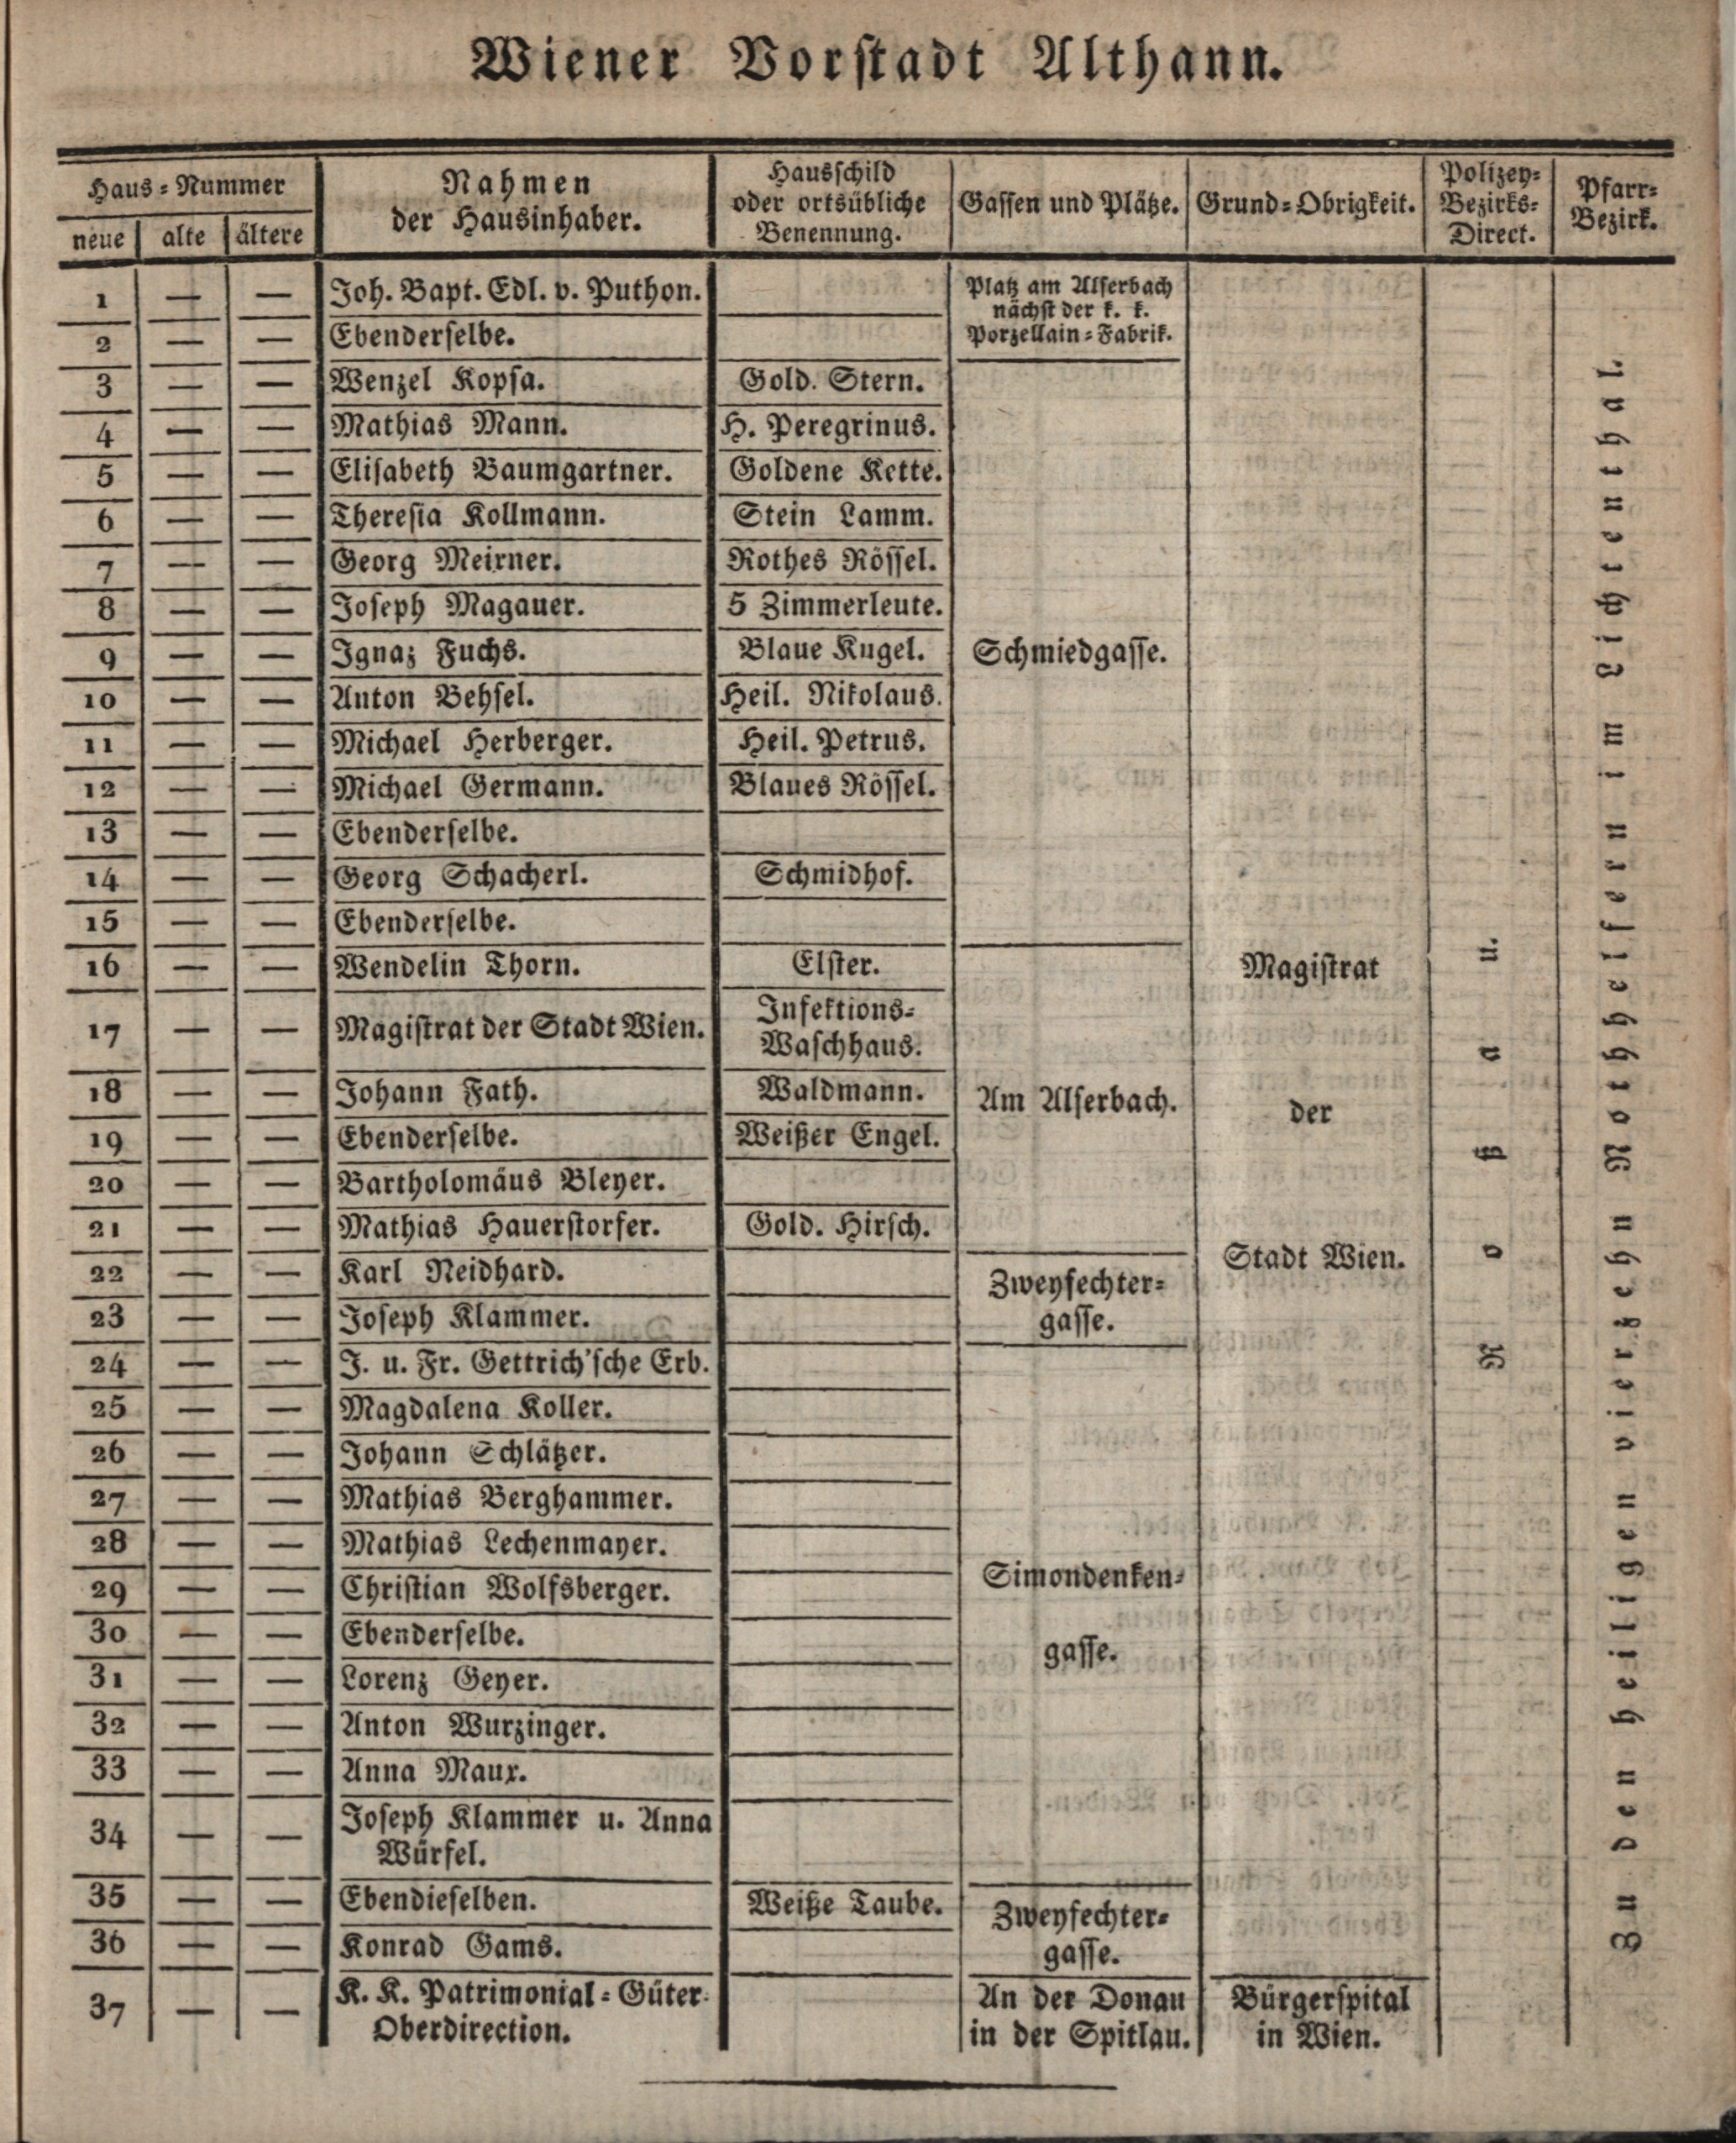 Wiener Vorstadt Althann.
Haus-Nummer
neue alte ältere
Nahmen
der Hausinhaber.
Hausschild
oder ortsübliche
Benennung.
Gassen und Plätze.
Grund-Obrigkeit.
Polizey-
Bezirks-
Direct.
Pfarr-
Bezirk.
1 — — Joh. Bapt. Edl. v. Puthon.
Platz am Alserbach
nächst der k. k.
Porzellain-Fabrik.
2 — — Ebenderselbe.
3 — — Wenzel Kopsa. Gold. Stern.
4 — — Mathias Mann. H. Peregrinus.
5 — — Elisabeth Baumgartner. Goldene Kette.
6 — — Theresia Kollmann. Stein Lamm.
7 — — Georg Meixner. Rothes Rössel.
8 — — Joseph Magauer. 5 Zimmerleute.
9 — — Ignaz Fuchs. Blaue Kugel. Schmiedgasse.
10 — — Anton Behsel. Heil. Nikolaus.
11 — — Michael Herberger. Heil. Petrus.
12 — — Michael Germann. Blaues Rössel.
13 — — Ebenderselbe.
14 — — Georg Schacherl. Schmidhof.
15 — — Ebenderselbe.
16 — — Wendelin Thorn. Elster. Magistrat
17 — — Magistrat der Stadt Wien. Infektions-
Waschhaus.
18 — — Johann Fath. Waldmann. Am Alserbach. der
19 — — Ebenderselbe. Weißer Engel.
20 — — Bartholomäus Bleyer.
21 — — Mathias Hauerstorfer. Gold. Hirsch.
Stadt Wien.
22 — — Karl Neidhard. Zweyfechter-
23 — — Joseph Klammer. gasse.
24 — — J. u. Fr. Gettrich'sche Erb.
25 — — Magdalena Koller.
26 — — Johann Schlätzer.
27 — — Mathias Berghammer.
28 — — Mathias Lechenmayer.
29 — — Christian Wolfsberger. Simondenken-
30 — — Ebenderselbe. gasse.
31 — — Lorenz Geyer.
32 — — Anton Wurzinger.
33 — — Anna Maux.
34 — — Joseph Klammer u. Anna
Würfel.
35 — — Ebendieselben. Weiße Taube. Zweyfechter-
36 — — Konrad Gams. gasse.
37 — — K. K. Patrimonial-Güter-
Oberdirection.
An der Donau
in der Spitlau.
Bürgerspital
in Wien.
Roßau.
Zu den heiligen vierzehn Nothhelfern im Lichtenthal.